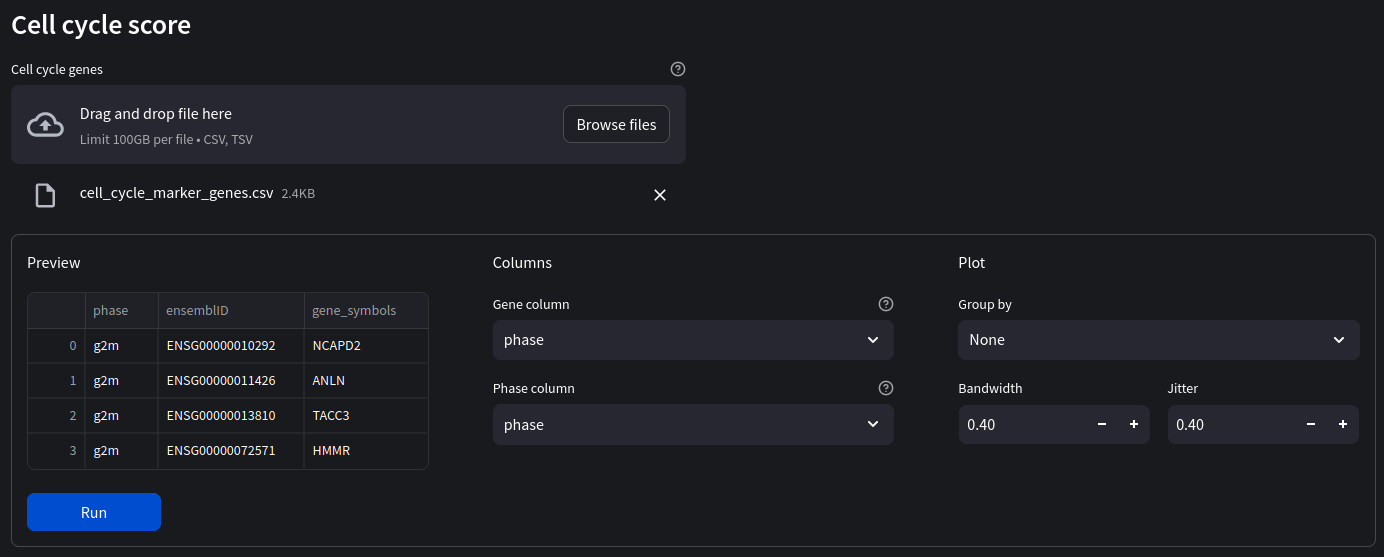 Cell cycle score
Cell cycle genes
Drag and drop file here
Limit 100GB per file • CSV, TSV
Browse files
cell_cycle_marker_genes.csv 2.4KB
Preview
phase ensemblID gene_symbols
0 g2m ENSG00000010292 NCAPD2
1 g2m ENSG00000011426 ANLN
2 g2m ENSG00000013810 TACC3
3 g2m ENSG00000072571 HMMR
Run
Columns
Gene column
phase
Phase column
phase
Plot
Group by
None
Bandwidth Jitter
0.40 0.40